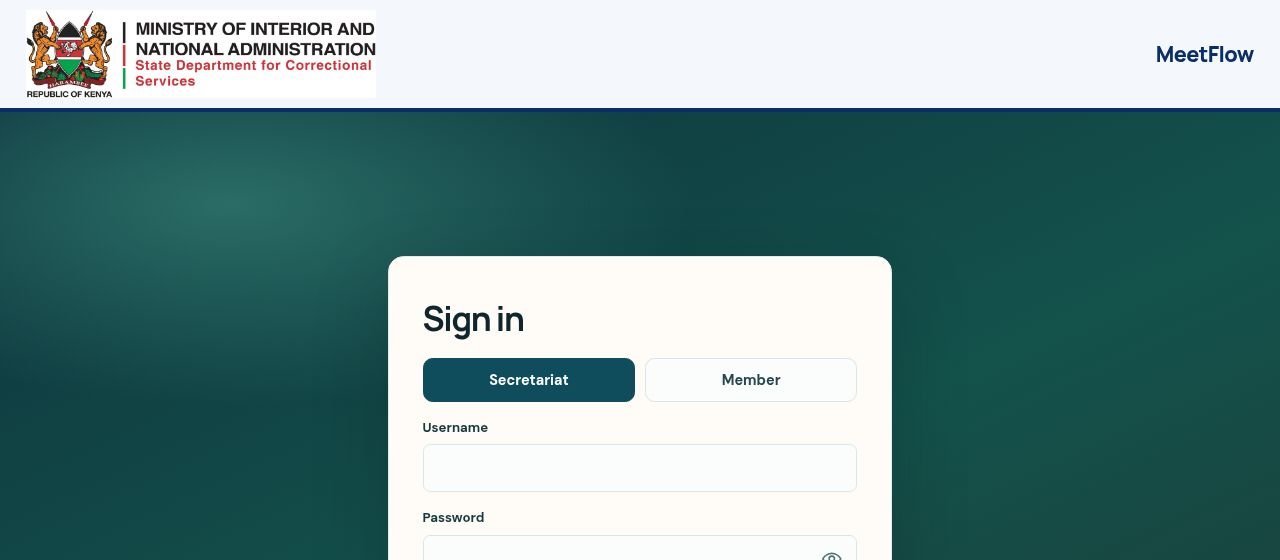 MINISTRY OF INTERIOR AND
NATIONAL ADMINISTRATION
State Department for Correctional
Services
HARAMBEE
REPUBLIC OF KENYA
MeetFlow
Sign in
Secretariat
Member
Username
Password